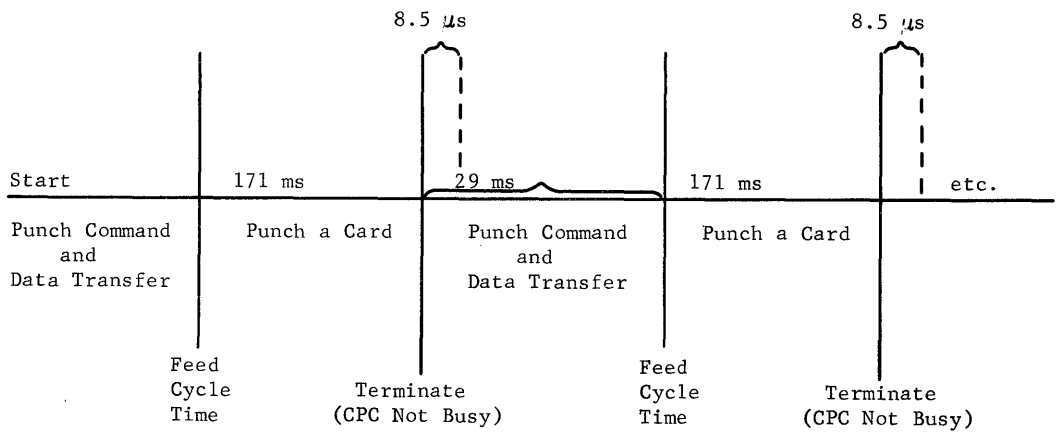 8.5 μs
8.5 μs
Start
171 ms
29 ms
171 ms
etc.
Punch Command
and
Data Transfer
Punch a Card
Punch Command
and
Data Transfer
Punch a Card
Feed
Cycle
Time
Terminate
(CPC Not Busy)
Feed
Cycle
Time
Terminate
(CPC Not Busy)